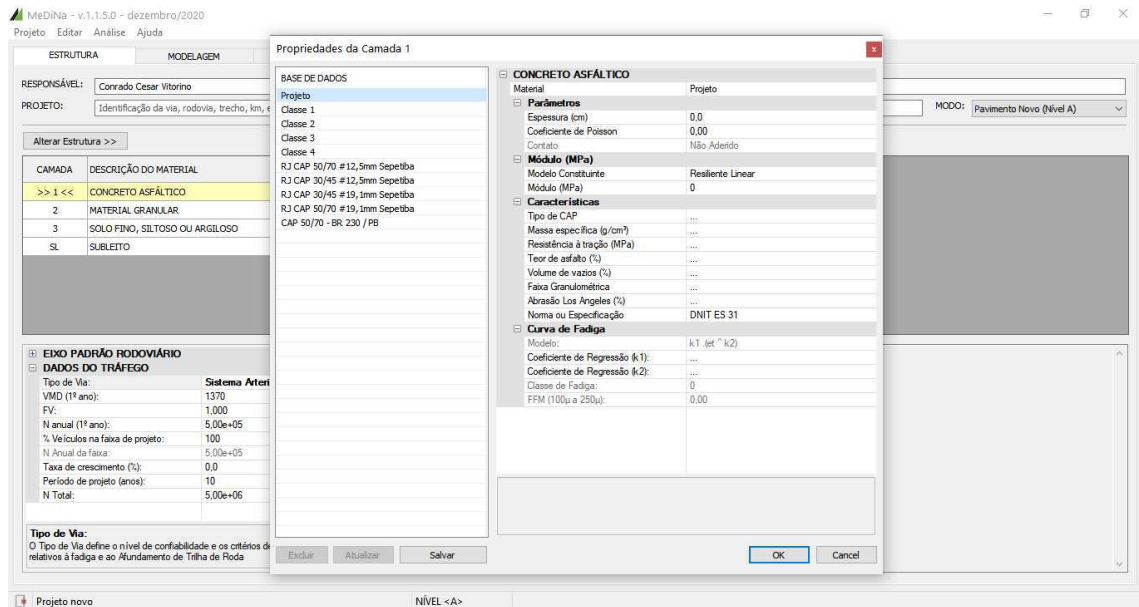 MeDiNa - v.1.1.5.0 - dezembro/2020
Projeto Editar Análise Ajuda
ESTRUTURA MODELAGEM
RESPONSÁVEL: Conrado Cesar Vitorino
PROJETO: Identificação da via, rodovia, trecho, km, e
MODO: Pavimento Novo (Nível A)
Alterar Estrutura >>
CAMADA DESCRIÇÃO DO MATERIAL
>> 1 << CONCRETO ASFÁLTICO
2 MATERIAL GRANULAR
3 SOLO FINO, SILTOSO OU ARGILOSO
SL SUBLEITO
EIXO PADRÃO RODOVIÁRIO
DADOS DO TRÁFEGO
Tipo de Via: Sistema Arteri
VMD (1º ano): 1370
FV: 1,000
N anual (1º ano): 5,00e+05
% Veículos na faixa de projeto: 100
N Anual da faixa: 5,00e+05
Taxa de crescimento (%): 0,0
Período de projeto (anos): 10
N Total: 5,00e+06
Tipo de Via:
O Tipo de Via define o nível de confiabilidade e os critérios de
relativos à fadiga e ao Afundamento de Trilha de Roda
Propriedades da Camada 1
x
BASE DE DADOS
Projeto
Classe 1
Classe 2
Classe 3
Classe 4
RJ CAP 50/70 #12,5mm Sepetiba
RJ CAP 30/45 #12,5mm Sepetiba
RJ CAP 30/45 #19,1mm Sepetiba
RJ CAP 50/70 #19,1mm Sepetiba
CAP 50/70 - BR 230 / PB
CONCRETO ASFÁLTICO
Material Projeto
Parâmetros
Espessura (cm) 0,0
Coeficiente de Poisson 0,00
Contato Não Aderido
Módulo (MPa)
Modelo Constituinte Resiliente Linear
Módulo (MPa) 0
Características
Tipo de CAP ...
Massa específica (g/cm³) ...
Resistência à tração (MPa) ...
Teor de asfalto (%) ...
Volume de vazios (%) ...
Faixa Granulométrica ...
Abrasão Los Angeles (%) ...
Norma ou Especificação DNIT ES 31
Curva de Fadiga
Modelo: k1 .(et ^ k2)
Coeficiente de Regressão (k1): ...
Coeficiente de Regressão (k2): ...
Classe de Fadiga: 0
FFM (100µ a 250µ): 0,00
Excluir Atualizar Salvar OK Cancel
Projeto novo NÍVEL <A>